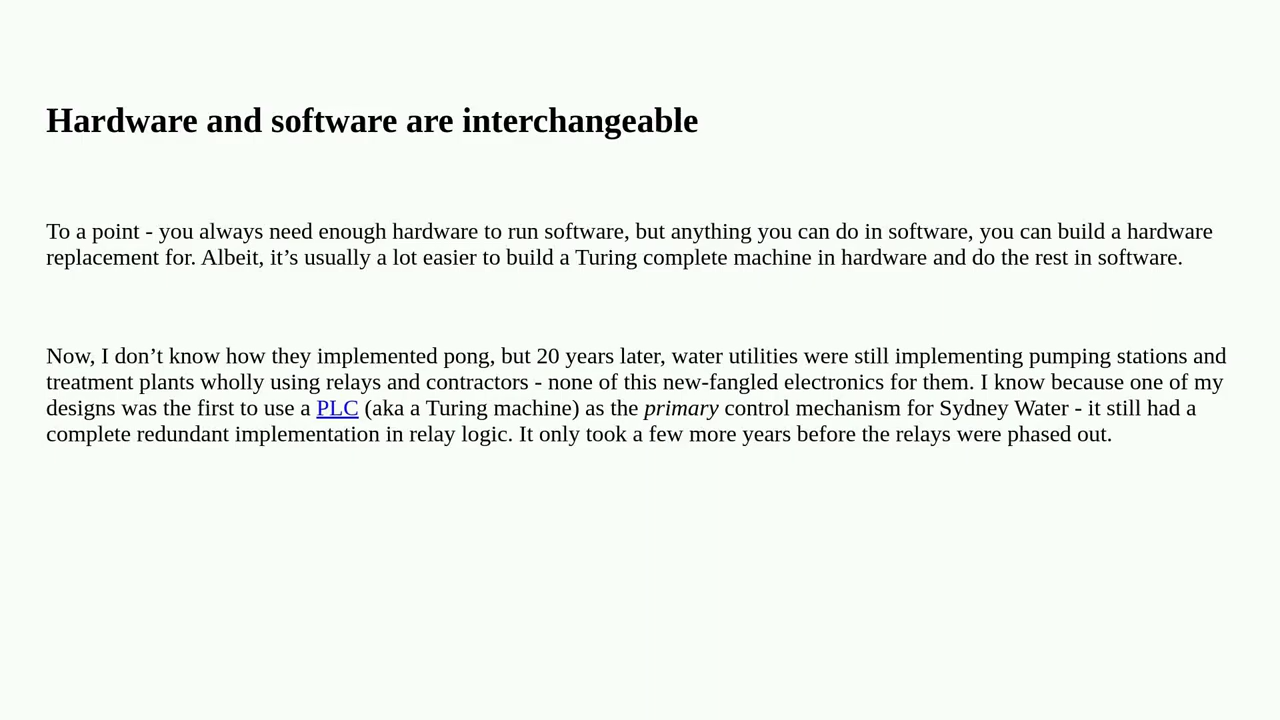 Hardware and software are interchangeable
To a point - you always need enough hardware to run software, but anything you can do in software, you can build a hardware
replacement for. Albeit, it’s usually a lot easier to build a Turing complete machine in hardware and do the rest in software.
Now, I don’t know how they implemented pong, but 20 years later, water utilities were still implementing pumping stations and
treatment plants wholly using relays and contractors - none of this new-fangled electronics for them. I know because one of my
designs was the first to use a PLC (aka a Turing machine) as the primary control mechanism for Sydney Water - it still had a
complete redundant implementation in relay logic. It only took a few more years before the relays were phased out.